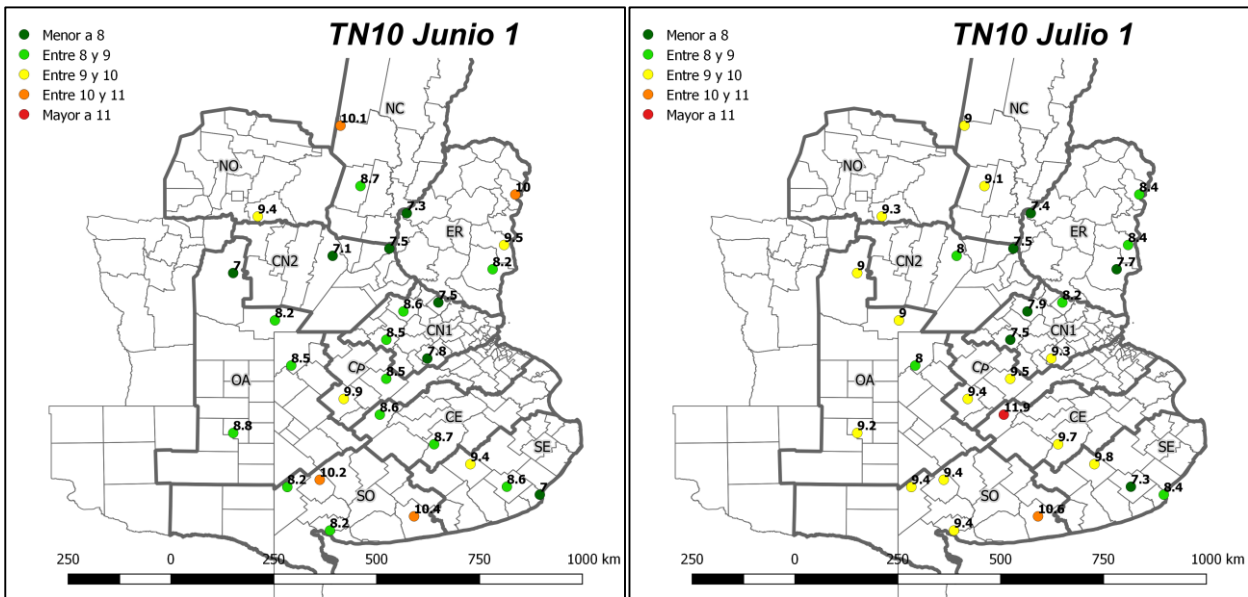 TN10 Junio 1
Menor a 8
Entre 8 y 9
Entre 9 y 10
Entre 10 y 11
Mayor a 11
NC
10.1
NO
8.7
10
7.3
9.4
ER
9.5
7.5
7.1
CN2
8.2
7
7.5
8.6
8.2
CN1
8.5
7.8
8.5
CP
8.5
OA
9.9
8.6
CE
8.8
8.7
SE
9.4
10.2
8.2
SO
8.6
7
10.4
8.2
250 0 250 500 750 1000 km
TN10 Julio 1
Menor a 8
Entre 8 y 9
Entre 9 y 10
Entre 10 y 11
Mayor a 11
NC
9
NO
9.1
8.4
7.4
9.3
ER
8.4
7.5
8
CN2
7.7
9
8.2
7.9
9
CN1
7.5
9.3
8
CP
9.5
OA
9.4
11.9
CE
9.2
9.7
SE
9.8
9.4
9.4
SO
7.3
8.4
10.6
9.4
250 0 250 500 750 1000 km